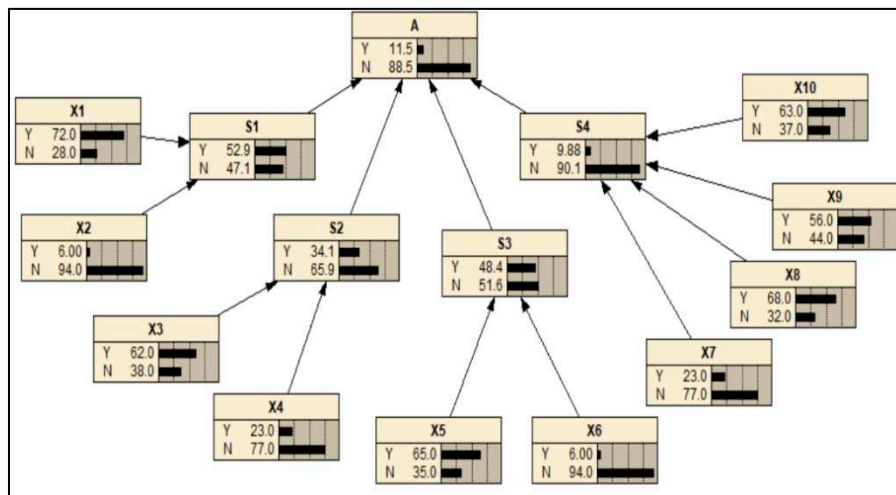 A
Y 11.5
N 88.5
X1
Y 72.0
N 28.0
S1
Y 52.9
N 47.1
S4
Y 9.88
N 90.1
X10
Y 63.0
N 37.0
X2
Y 6.00
N 94.0
S2
Y 34.1
N 65.9
S3
Y 48.4
N 51.6
X9
Y 56.0
N 44.0
X8
Y 68.0
N 32.0
X3
Y 62.0
N 38.0
X7
Y 23.0
N 77.0
X4
Y 23.0
N 77.0
X5
Y 65.0
N 35.0
X6
Y 6.00
N 94.0